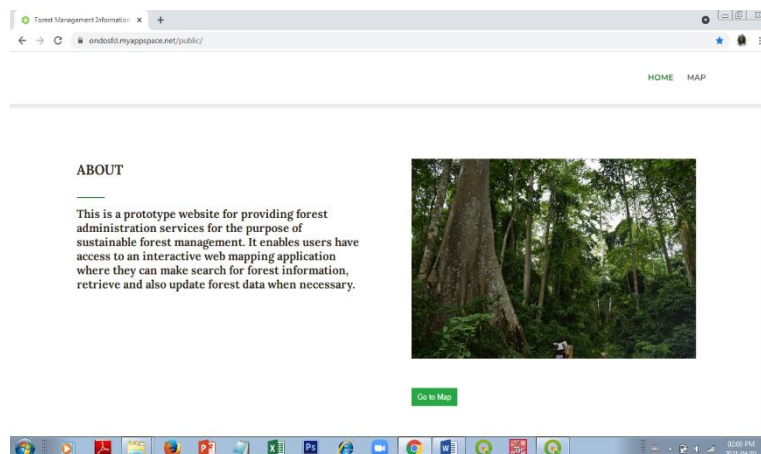 Forest Management Information
ondosfd.myappspace.net/public/
HOME MAP
ABOUT
This is a prototype website for providing forest
administration services for the purpose of
sustainable forest management. It enables users have
access to an interactive web mapping application
where they can make search for forest information,
retrieve and also update forest data when necessary.
Go to Map
02:00 PM